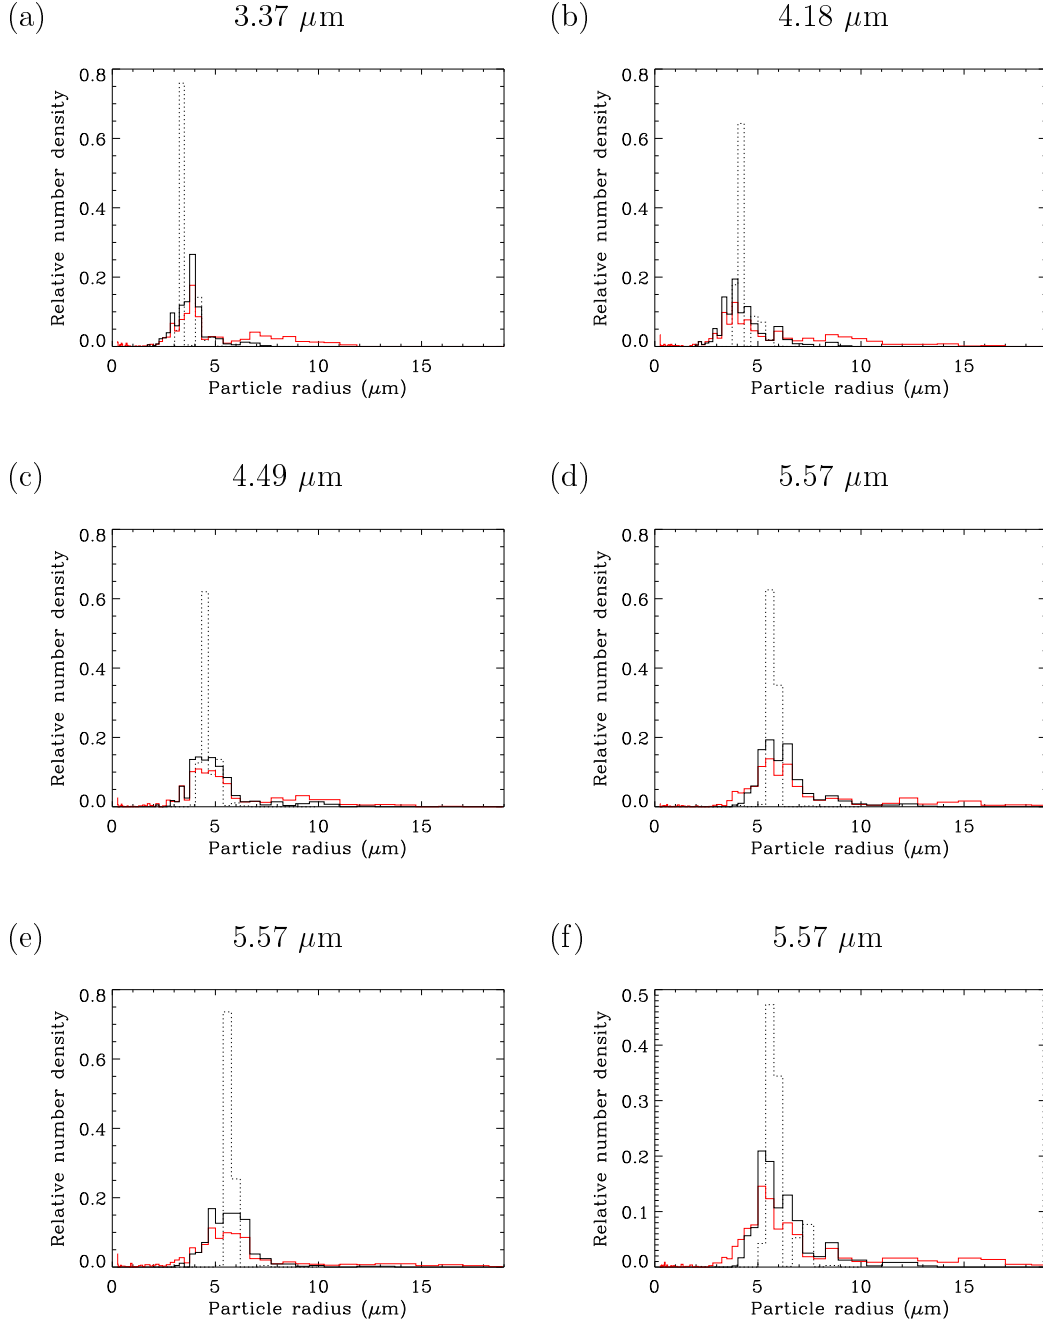 (a) 3.37 μm
0.8
0.6
0.4
0.2
0.0
Relative number density
0 5 10 15
Particle radius (μm)
(b) 4.18 μm
0.8
0.6
0.4
0.2
0.0
Relative number density
0 5 10 15
Particle radius (μm)
(c) 4.49 μm
0.8
0.6
0.4
0.2
0.0
Relative number density
0 5 10 15
Particle radius (μm)
(d) 5.57 μm
0.8
0.6
0.4
0.2
0.0
Relative number density
0 5 10 15
Particle radius (μm)
(e) 5.57 μm
0.8
0.6
0.4
0.2
0.0
Relative number density
0 5 10 15
Particle radius (μm)
(f) 5.57 μm
0.5
0.4
0.3
0.2
0.1
0.0
Relative number density
0 5 10 15
Particle radius (μm)